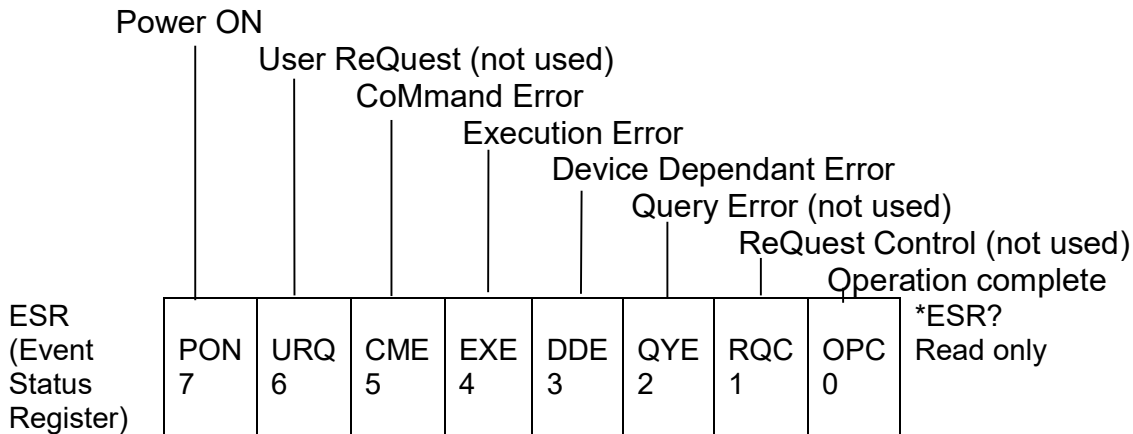 Power ON
User ReQuest (not used)
CoMmand Error
Execution Error
Device Dependant Error
Query Error (not used)
ReQuest Control (not used)
Operation complete
ESR
(Event
Status
Register)
PON URQ CME EXE DDE QYE RQC OPC
7 6 5 4 3 2 1 0
*ESR?
Read only